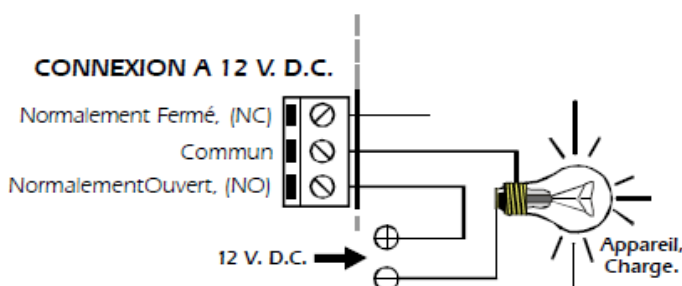 CONNEXION A 12 V. D.C.
Normalement Fermé, (NC)
Commun
NormalementOuvert, (NO)
12 V. D.C.
Appareil,
Charge.